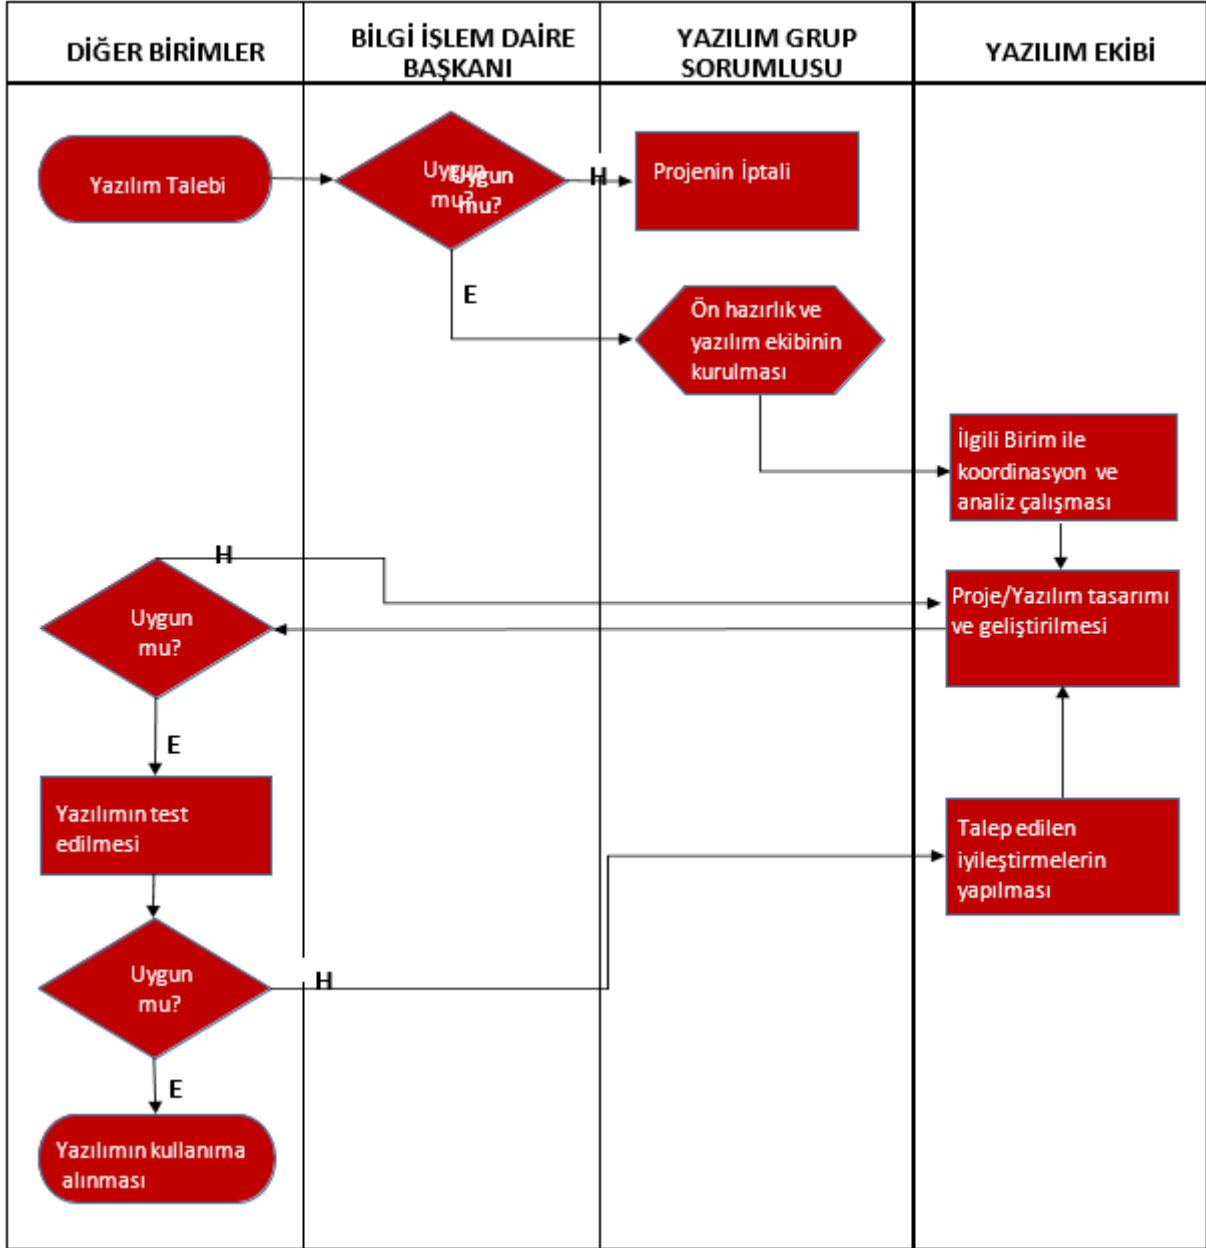 DİĞER BİRİMLER
BİLGİ İŞLEM DAİRE
BAŞKANI
YAZILIM GRUP
SORUMLUSU
YAZILIM EKİBİ
Yazılım Talebi
Uygun
mu?
Uygun
mu?
H
Projenin İptali
E
Ön hazırlık ve
yazılım ekibinin
kurulması
İlgili Birim ile
koordinasyon ve
analiz çalışması
H
Uygun
mu?
Proje/Yazılım tasarımı
ve geliştirilmesi
E
Yazılımın test
edilmesi
Talep edilen
iyileştirmelerin
yapılması
Uygun
mu?
H
E
Yazılımın kullanıma
alınması